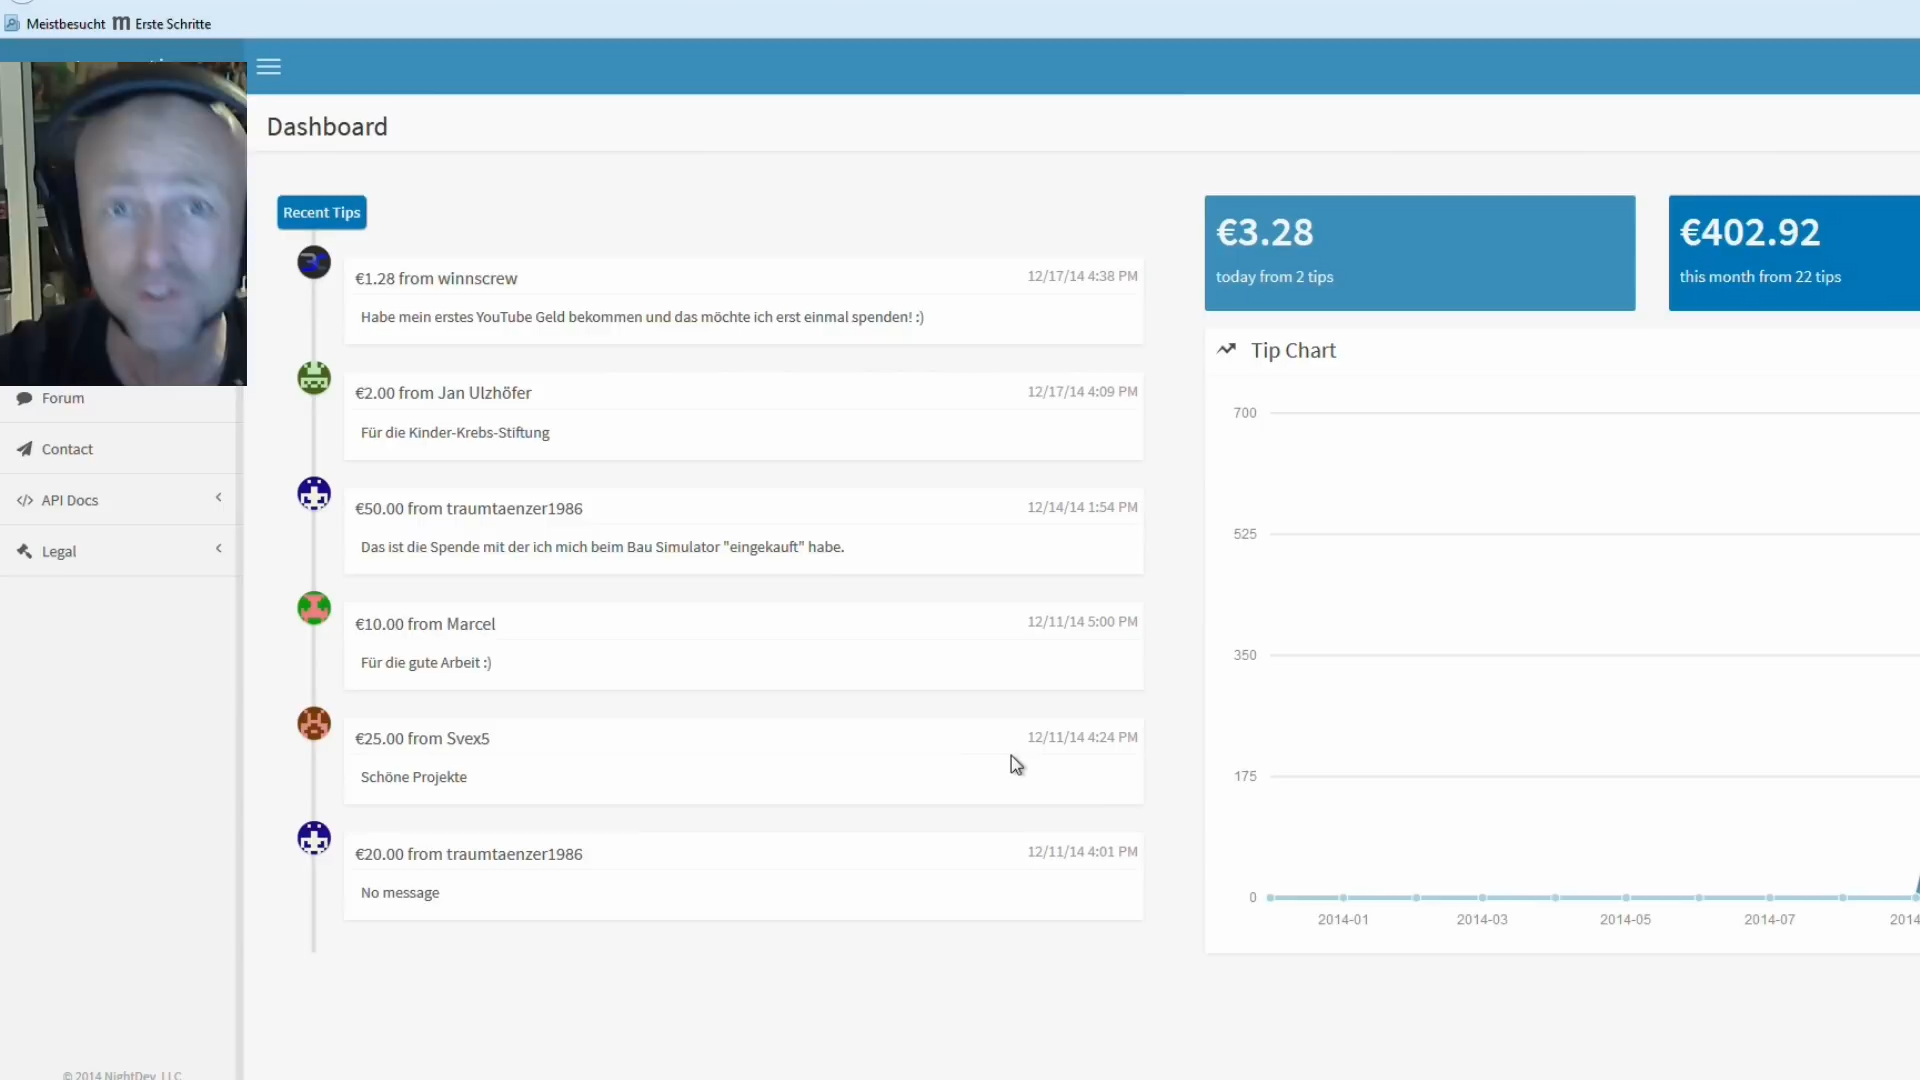 Meistbesucht
Erste Schritte
Dashboard
Recent Tips
€1.28 from winnscrew
12/17/14 4:38 PM
Habe mein erstes YouTube Geld bekommen und das möchte ich erst einmal spenden! :)
€2.00 from Jan Ulzhöfer
12/17/14 4:09 PM
Für die Kinder-Krebs-Stiftung
€50.00 from traumtaenzer1986
12/14/14 1:54 PM
Das ist die Spende mit der ich mich beim Bau Simulator "eingekauft" habe.
€10.00 from Marcel
12/11/14 5:00 PM
Für die gute Arbeit :)
€25.00 from Svex5
12/11/14 4:24 PM
Schöne Projekte
€20.00 from traumtaenzer1986
12/11/14 4:01 PM
No message
€3.28
today from 2 tips
€402.92
this month from 22 tips
Tip Chart
700
525
350
175
0
2014-01
2014-03
2014-05
2014-07
2014
Forum
Contact
API Docs
Legal
© 2014 NightDev, LLC